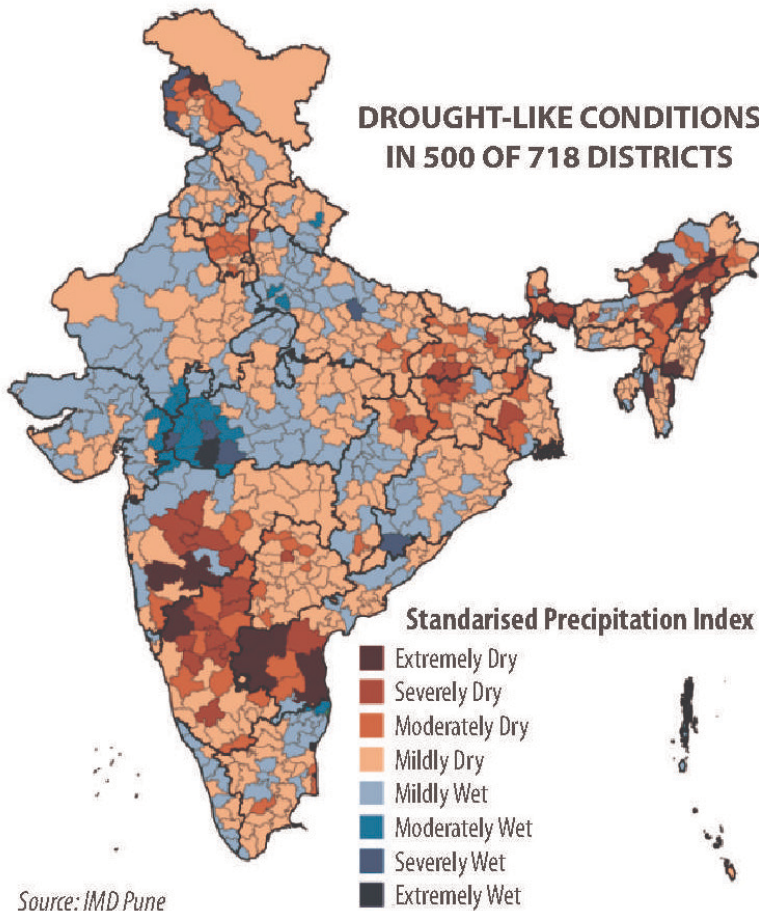 DROUGHT-LIKE CONDITIONS
IN 500 OF 718 DISTRICTS
Standarised Precipitation Index
Extremely Dry
Severely Dry
Moderately Dry
Mildly Dry
Mildly Wet
Moderately Wet
Severely Wet
Extremely Wet
Source: IMD Pune